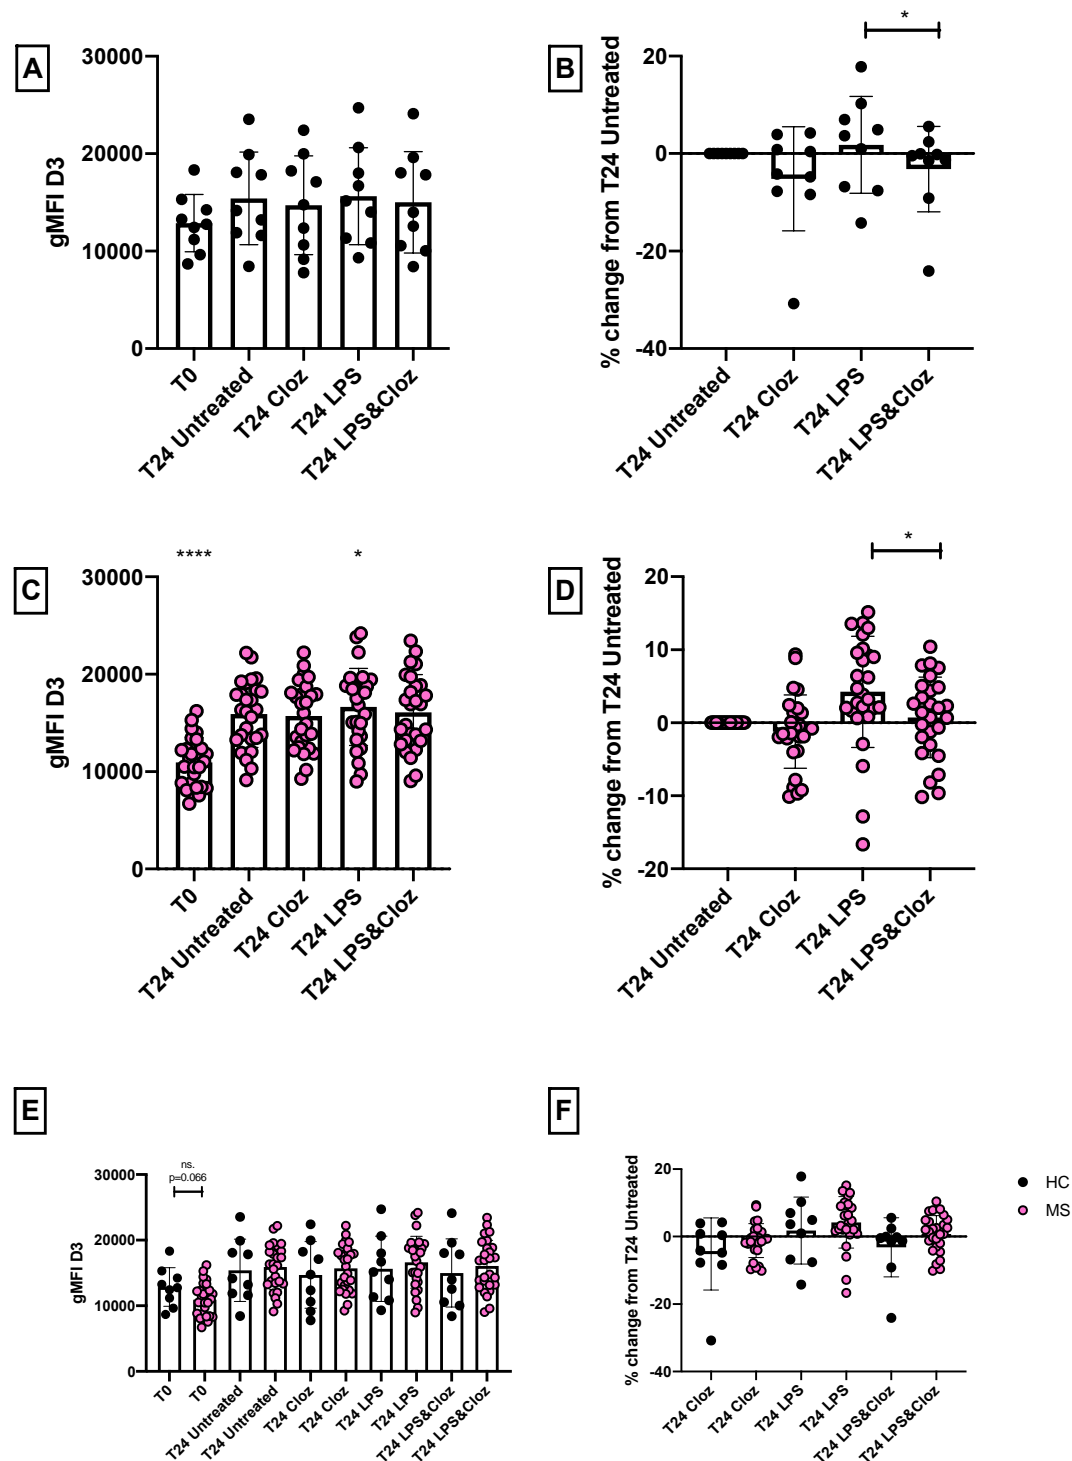 A
gMFI D3
30000
20000
10000
0
T0
T24 Untreated
T24 Cloz
T24 LPS
T24 LPS&Cloz
B
% change from T24 Untreated
*
20
0
-20
-40
T24 Untreated
T24 Cloz
T24 LPS
T24 LPS&Cloz
C
gMFI D3
****
*
30000
20000
10000
0
T0
T24 Untreated
T24 Cloz
T24 LPS
T24 LPS&Cloz
D
% change from T24 Untreated
*
20
10
0
-10
-20
T24 Untreated
T24 Cloz
T24 LPS
T24 LPS&Cloz
E
gMFI D3
ns.
p=0.066
30000
20000
10000
0
T0
T0
T24 Untreated
T24 Untreated
T24 Cloz
T24 Cloz
T24 LPS
T24 LPS
T24 LPS&Cloz
T24 LPS&Cloz
F
% change from T24 Untreated
20
0
-20
-40
T24 Cloz
T24 Cloz
T24 LPS
T24 LPS
T24 LPS&Cloz
T24 LPS&Cloz
HC
MS